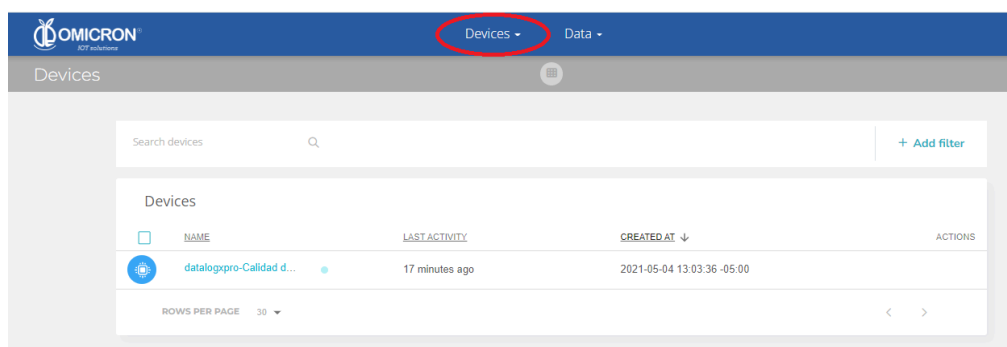 OMICRON®
IOT solutions
Devices Data
Devices
Search devices + Add filter
Devices
NAME LAST ACTIVITY CREATED AT ACTIONS
datalogxpro-Calidad d... 17 minutes ago 2021-05-04 13:03:36 -05:00
ROWS PER PAGE 30